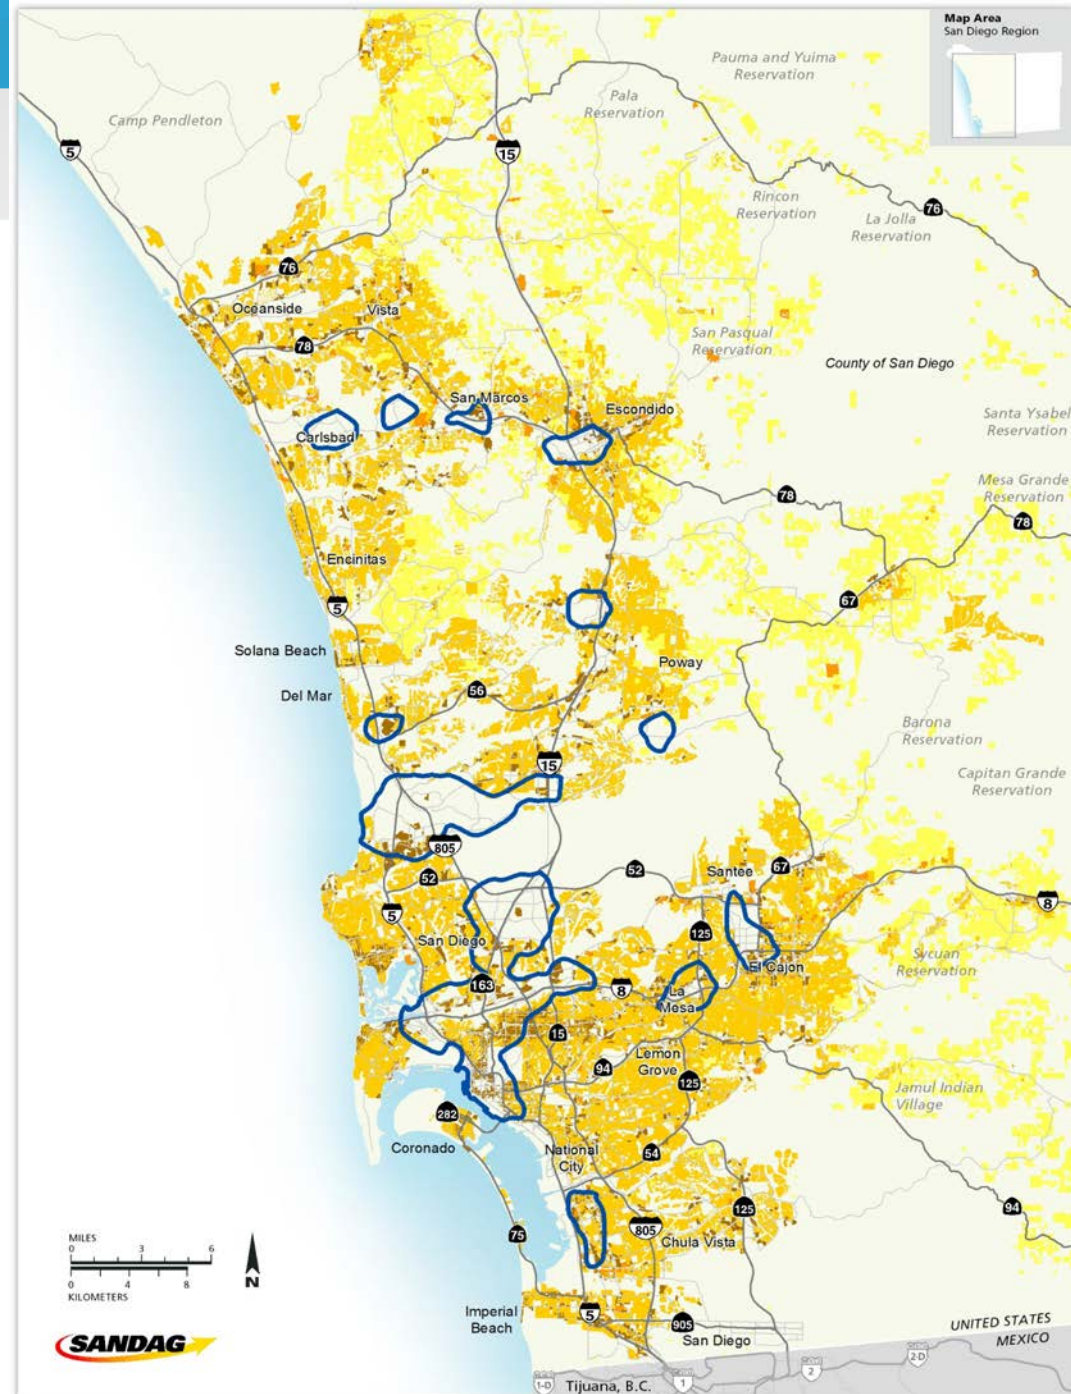 Map Area
San Diego Region
Pauma and Yuima
Reservation
Pala
Reservation
Camp Pendleton
5
15
Rincon
Reservation
La Jolla
Reservation
76
76
Oceanside
Vista
78
San Pasqual
Reservation
County of San Diego
San Marcos
Escondido
Carlsbad
Santa Ysabel
Reservation
Mesa Grande
Reservation
78
78
Encinitas
5
67
Solana Beach
Poway
Del Mar
56
Barona
Reservation
15
Capitan Grande
Reservation
805
52
52
Santee
67
8
5
San Diego
125
El Cajon
Sycuan
Reservation
163
8
La
Mesa
15
Lemon
Grove
94
125
282
Jamul Indian
Village
Coronado
National
City
54
75
805
125
94
Chula Vista
MILES
0 3 6
0 4 8
KILOMETERS
N
Imperial
Beach
5
905
San Diego
UNITED STATES
MEXICO
SANDAG
1-D
Tijuana, B.C.
1
2
2-D